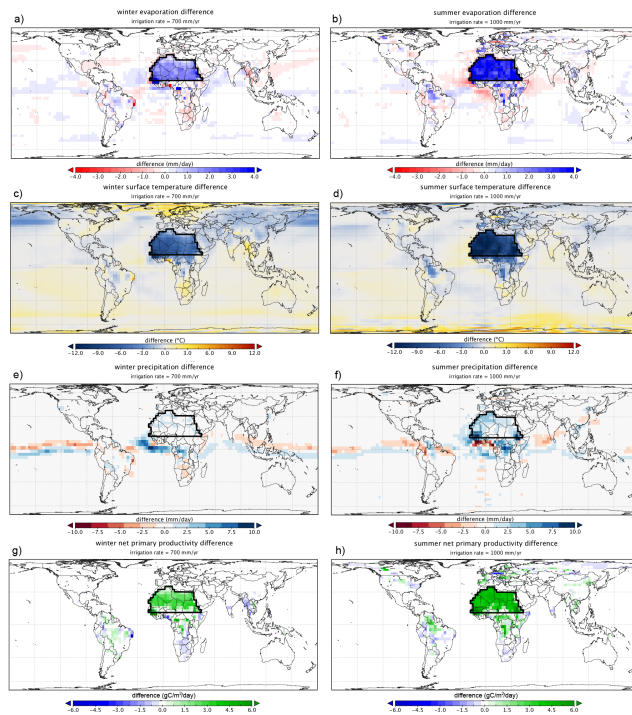 a)
winter evaporation difference
irrigation rate = 700 mm/yr
difference (mm/day)
-4.0 -3.0 -2.0 -1.0 0.0 1.0 2.0 3.0 4.0
b)
summer evaporation difference
irrigation rate = 1000 mm/yr
difference (mm/day)
-4.0 -3.0 -2.0 -1.0 0.0 1.0 2.0 3.0 4.0
c)
winter surface temperature difference
irrigation rate = 700 mm/yr
difference (°C)
-12.0 -9.0 -6.0 -3.0 0.0 3.0 6.0 9.0 12.0
d)
summer surface temperature difference
irrigation rate = 1000 mm/yr
difference (°C)
-12.0 -9.0 -6.0 -3.0 0.0 3.0 6.0 9.0 12.0
e)
winter precipitation difference
irrigation rate = 700 mm/yr
difference (mm/day)
-10.0 -7.5 -5.0 -2.5 0.0 2.5 5.0 7.5 10.0
f)
summer precipitation difference
irrigation rate = 1000 mm/yr
difference (mm/day)
-10.0 -7.5 -5.0 -2.5 0.0 2.5 5.0 7.5 10.0
g)
winter net primary productivity difference
irrigation rate = 700 mm/yr
difference (gC/m²/day)
-6.0 -4.5 -3.0 -1.5 0.0 1.5 3.0 4.5 6.0
h)
summer net primary productivity difference
irrigation rate = 1000 mm/yr
difference (gC/m²/day)
-6.0 -4.5 -3.0 -1.5 0.0 1.5 3.0 4.5 6.0